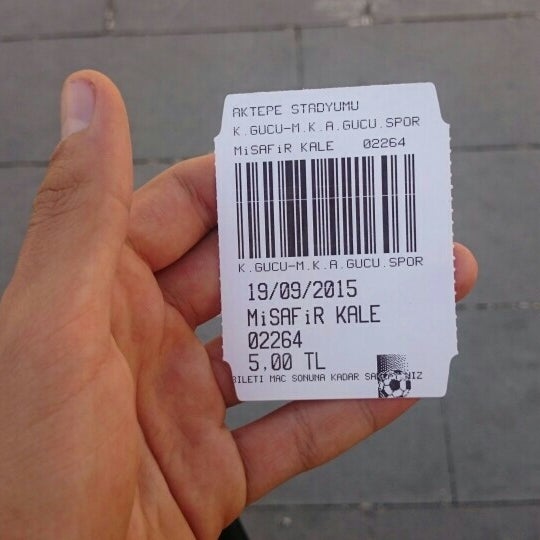 AKTEPE STADYUMU
K.GUCU-M.K.A.GUCU.SPOR
MiSAFiR KALE 02264
K.GUCU-M.K.A.GUCU.SPOR
19/09/2015
MiSAFiR KALE
02264
5,00 TL
BILETI MAC SONUNA KADAR